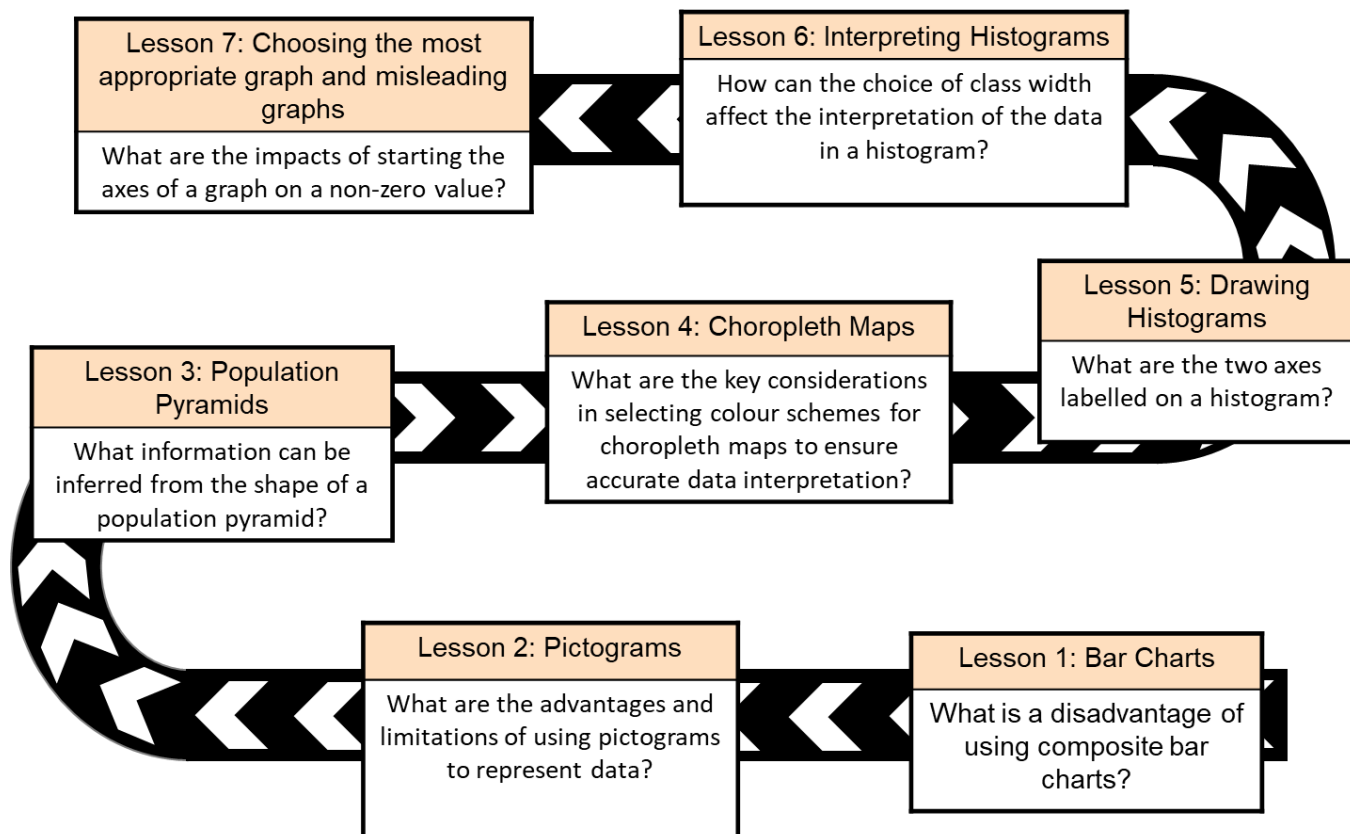 Lesson 7: Choosing the most
appropriate graph and misleading
graphs
What are the impacts of starting the
axes of a graph on a non-zero value?
Lesson 6: Interpreting Histograms
How can the choice of class width
affect the interpretation of the data
in a histogram?
Lesson 5: Drawing
Histograms
What are the two axes
labelled on a histogram?
Lesson 4: Choropleth Maps
What are the key considerations
in selecting colour schemes for
choropleth maps to ensure
accurate data interpretation?
Lesson 3: Population
Pyramids
What information can be
inferred from the shape of a
population pyramid?
Lesson 2: Pictograms
What are the advantages and
limitations of using pictograms
to represent data?
Lesson 1: Bar Charts
What is a disadvantage of
using composite bar
charts?